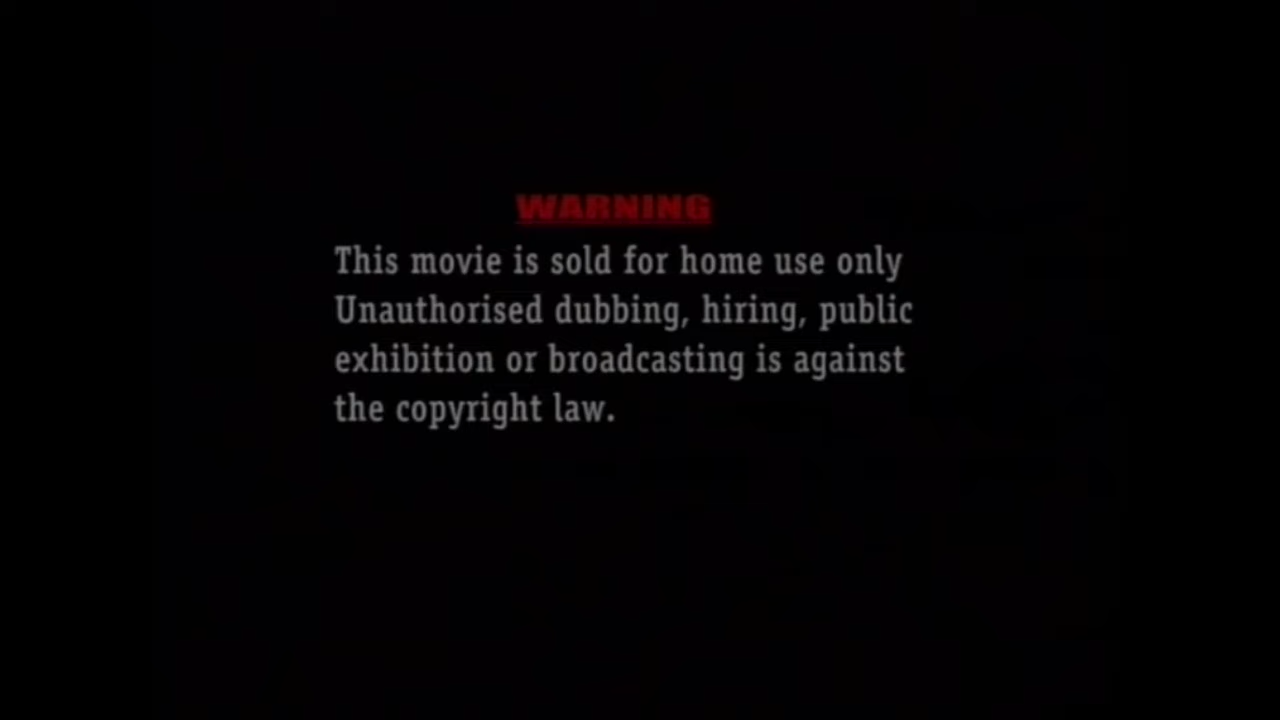 WARNING
This movie is sold for home use only
Unauthorised dubbing, hiring, public
exhibition or broadcasting is against
the copyright law.